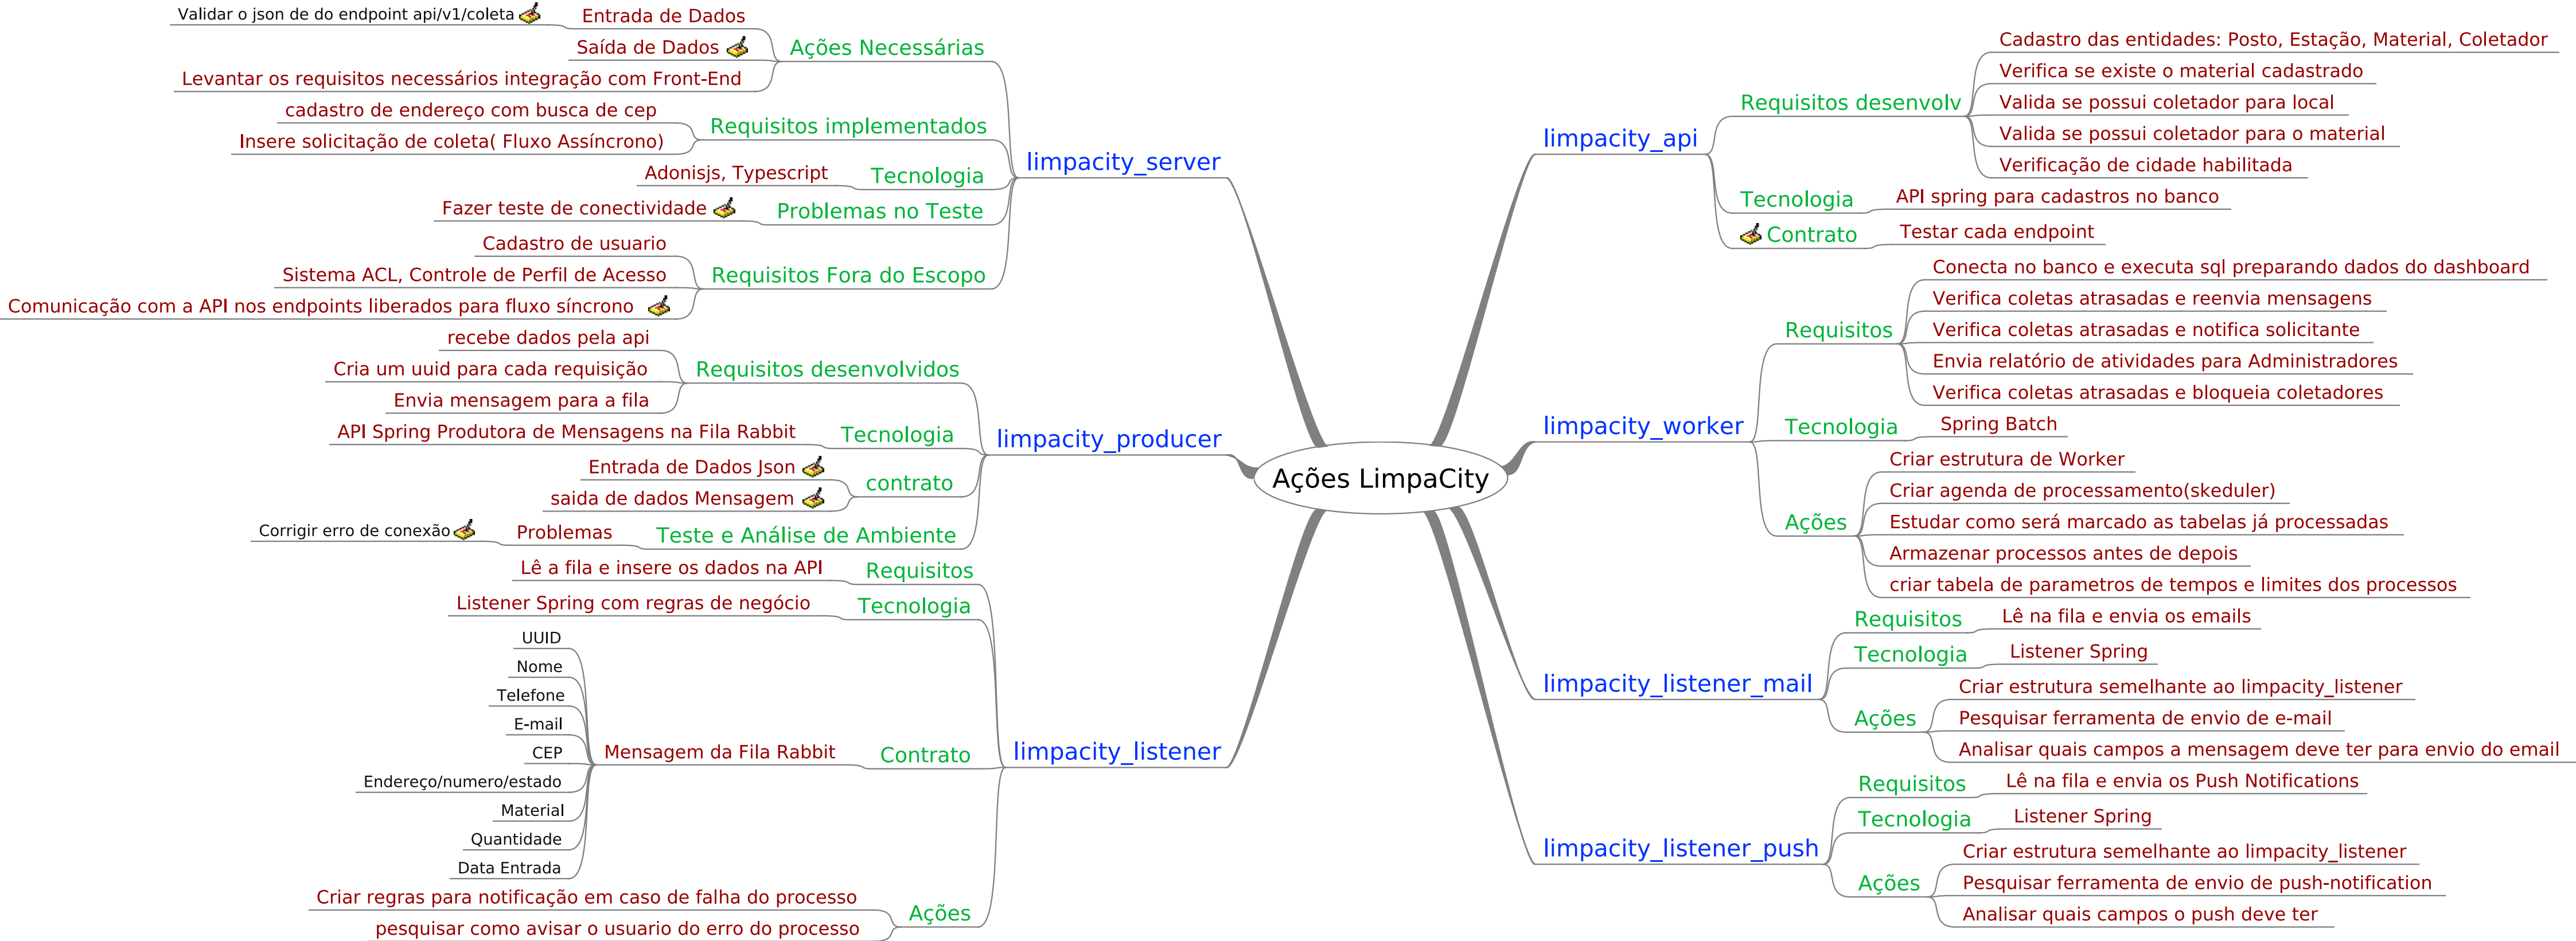 Ações LimpaCity
limpacity_server
Ações Necessárias
Entrada de Dados
Validar o json de do endpoint api/v1/coleta
Saída de Dados
Levantar os requisitos necessários integração com Front-End
Requisitos implementados
cadastro de endereço com busca de cep
Insere solicitação de coleta( Fluxo Assíncrono)
Tecnologia
Adonisjs, Typescript
Problemas no Teste
Fazer teste de conectividade
Requisitos Fora do Escopo
Cadastro de usuario
Sistema ACL, Controle de Perfil de Acesso
Comunicação com a API nos endpoints liberados para fluxo síncrono
limpacity_producer
Requisitos desenvolvidos
recebe dados pela api
Cria um uuid para cada requisição
Envia mensagem para a fila
Tecnologia
API Spring Produtora de Mensagens na Fila Rabbit
contrato
Entrada de Dados Json
saida de dados Mensagem
Teste e Análise de Ambiente
Problemas
Corrigir erro de conexão
limpacity_listener
Requisitos
Lê a fila e insere os dados na API
Tecnologia
Listener Spring com regras de negócio
Contrato
Mensagem da Fila Rabbit
UUID
Nome
Telefone
E-mail
CEP
Endereço/numero/estado
Material
Quantidade
Data Entrada
Ações
Criar regras para notificação em caso de falha do processo
pesquisar como avisar o usuario do erro do processo
limpacity_api
Requisitos desenvolv
Cadastro das entidades: Posto, Estação, Material, Coletador
Verifica se existe o material cadastrado
Valida se possui coletador para local
Valida se possui coletador para o material
Verificação de cidade habilitada
Tecnologia
API spring para cadastros no banco
Contrato
Testar cada endpoint
limpacity_worker
Requisitos
Conecta no banco e executa sql preparando dados do dashboard
Verifica coletas atrasadas e reenvia mensagens
Verifica coletas atrasadas e notifica solicitante
Envia relatório de atividades para Administradores
Verifica coletas atrasadas e bloqueia coletadores
Tecnologia
Spring Batch
Ações
Criar estrutura de Worker
Criar agenda de processamento(skeduler)
Estudar como será marcado as tabelas já processadas
Armazenar processos antes de depois
criar tabela de parametros de tempos e limites dos processos
limpacity_listener_mail
Requisitos
Lê na fila e envia os emails
Tecnologia
Listener Spring
Ações
Criar estrutura semelhante ao limpacity_listener
Pesquisar ferramenta de envio de e-mail
Analisar quais campos a mensagem deve ter para envio do email
limpacity_listener_push
Requisitos
Lê na fila e envia os Push Notifications
Tecnologia
Listener Spring
Ações
Criar estrutura semelhante ao limpacity_listener
Pesquisar ferramenta de envio de push-notification
Analisar quais campos o push deve ter